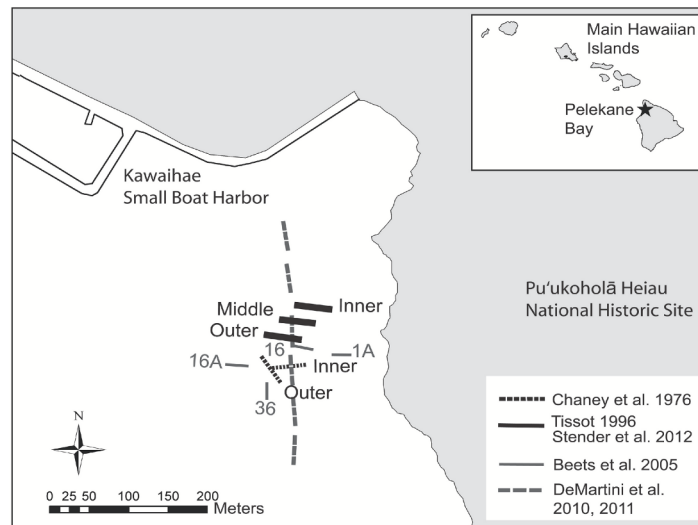 Main Hawaiian
Islands
Pelekane
Bay
Kawaihae
Small Boat Harbor
Pu‘ukoholā Heiau
National Historic Site
Middle
Inner
Outer
16
1A
16A
Inner
36
Outer
N
0 25 50 100 150 200
Meters
Chaney et al. 1976
Tissot 1996
Stender et al. 2012
Beets et al. 2005
DeMartini et al.
2010, 2011